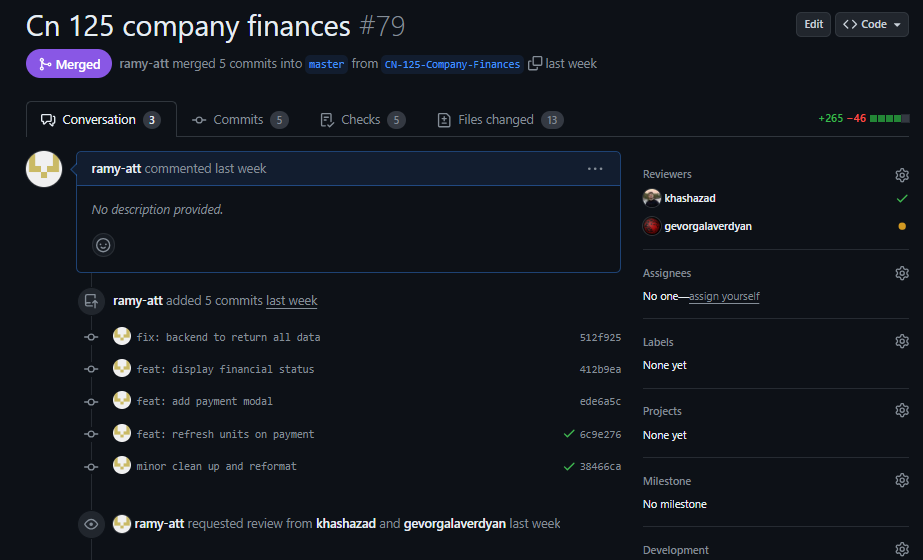 Cn 125 company finances #79
Edit
<> Code
Merged
ramy-att merged 5 commits into master from CN-125-Company-Finances last week
Conversation 3
Commits 5
Checks 5
Files changed 13
+265 −46
ramy-att commented last week
No description provided.
ramy-att added 5 commits last week
fix: backend to return all data 512f925
feat: display financial status 412b9ea
feat: add payment modal ede6a5c
feat: refresh units on payment 6c9e276
minor clean up and reformat 38466ca
ramy-att requested review from khashazad and gevorgalaverdyan last week
Reviewers
khashazad
gevorgalaverdyan
Assignees
No one—assign yourself
Labels
None yet
Projects
None yet
Milestone
No milestone
Development